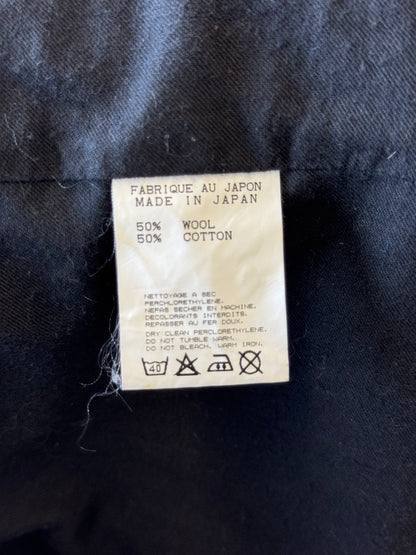 FABRIQUE AU JAPON
MADE IN JAPAN
50% WOOL
50% COTTON
NETTOYAGE A SEC
PERCHLORETHYLENE.
NEPAS SECHER EN MACHINE.
DECOLORANTS INTERDITS.
REPASSER AU FER DOUX.
DRY CLEAN PERCLORETHYLENE.
DO NOT TUMBLE WARM.
DO NOT BLEACH, WARM IRON.
40